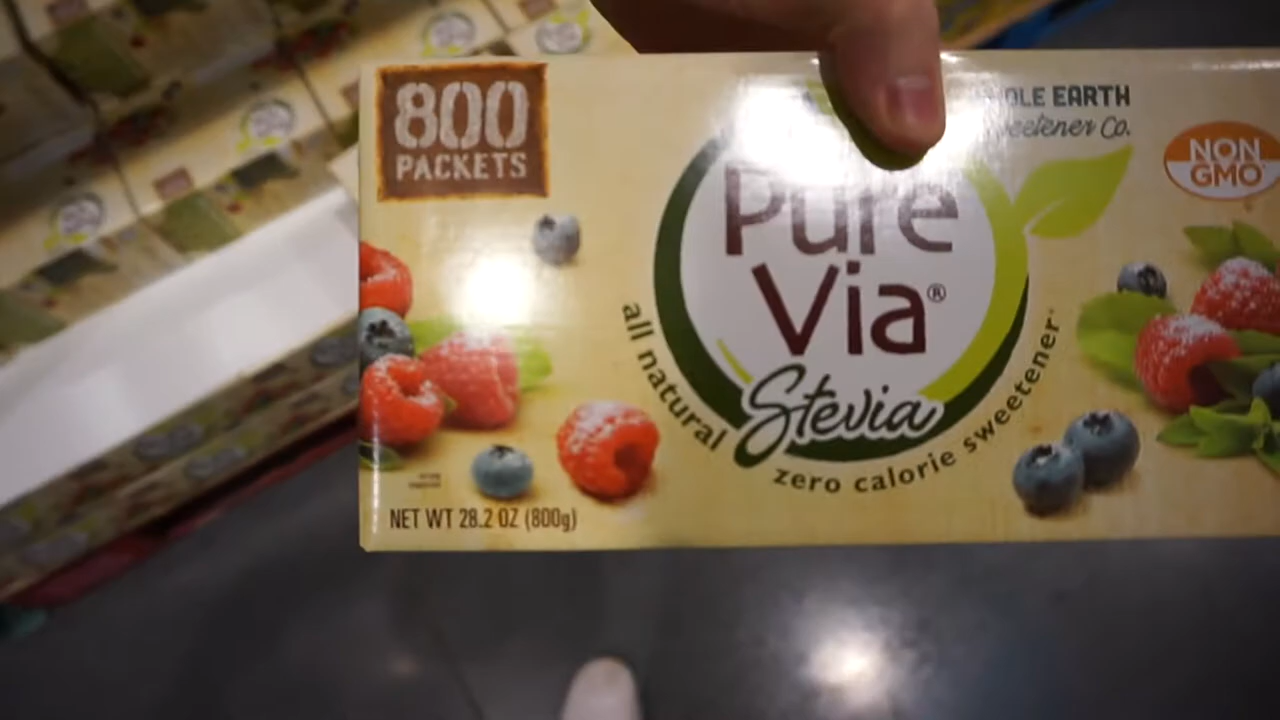 800
PACKETS
OLE EARTH
eetener Co.
NON
GMO
Pure
Via®
Stevia
all natural
zero calorie sweetener
NET WT 28.2 OZ (800g)